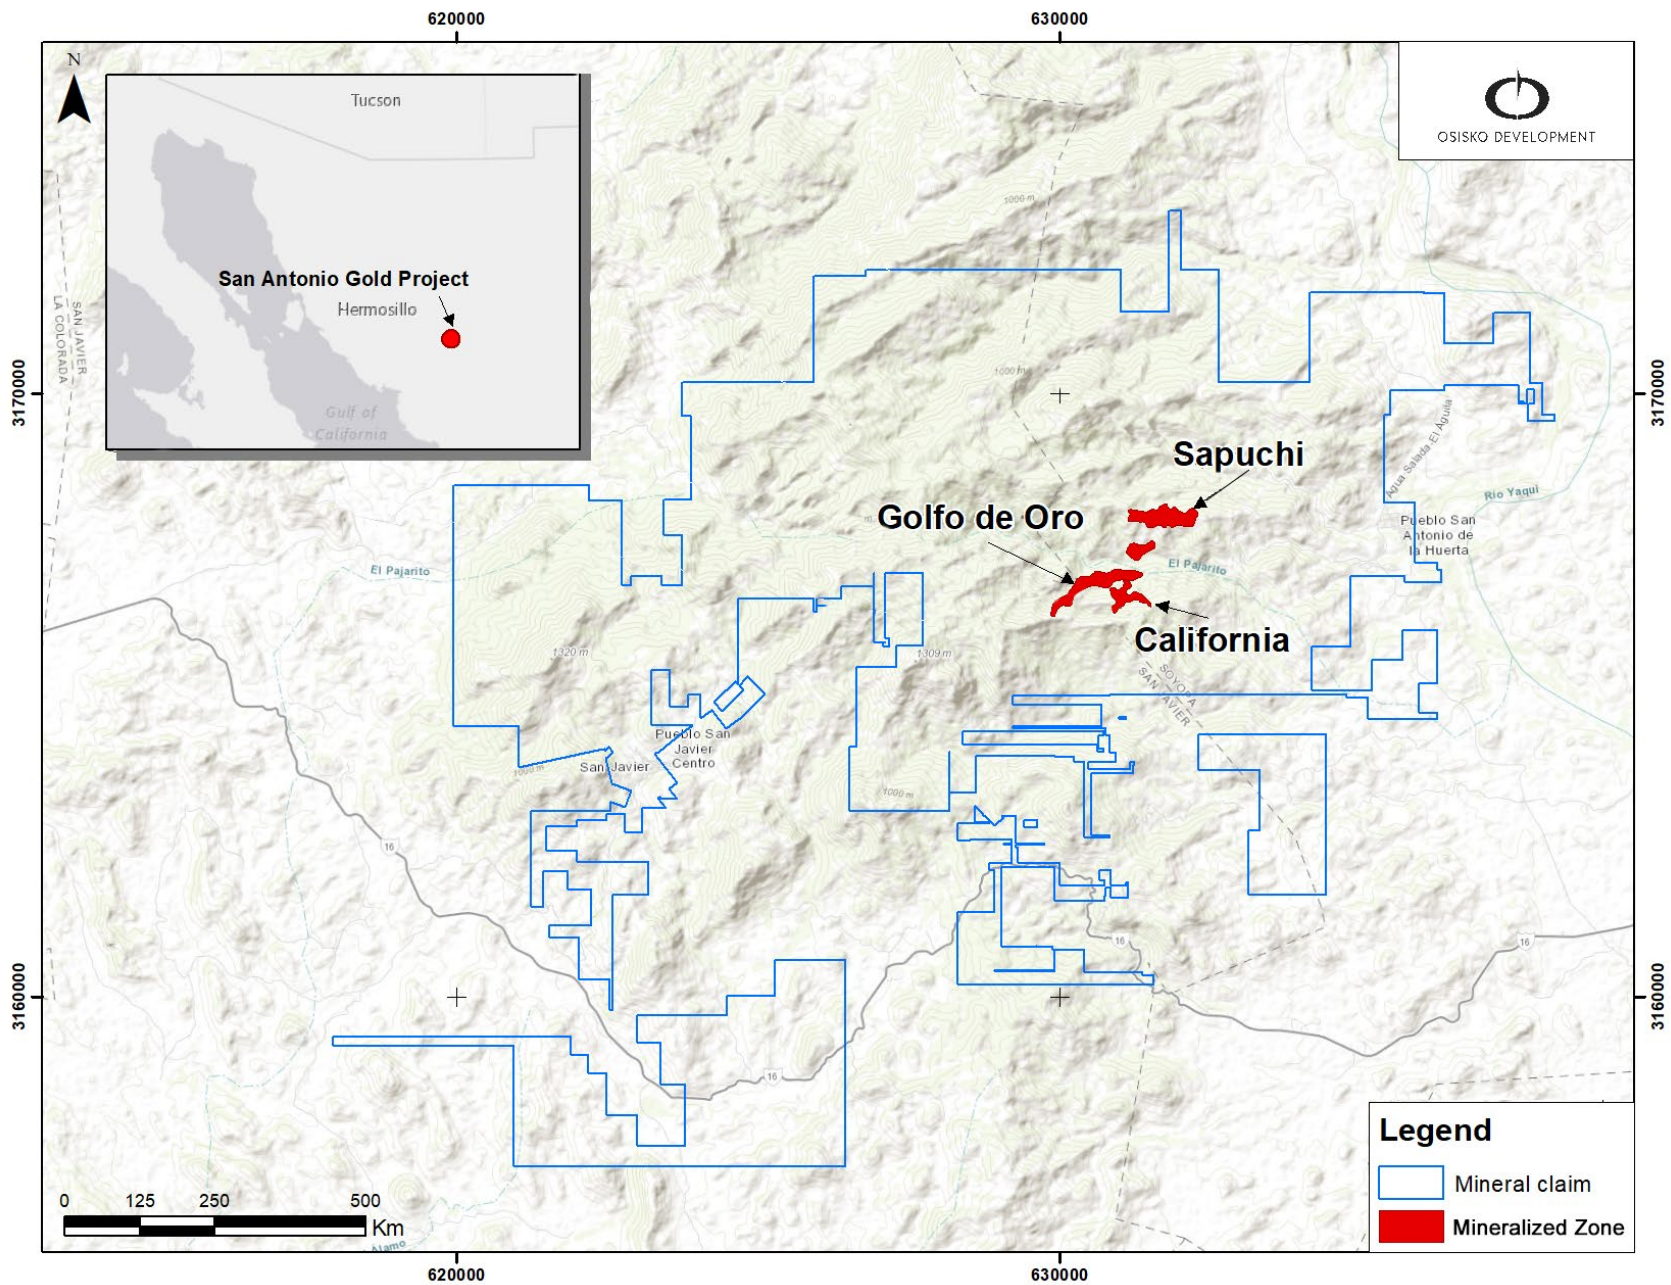 620000
630000
N
Tucson
San Antonio Gold Project
Hermosillo
Gulf of
California
OSISKO DEVELOPMENT
SAN JAVIER
LA COLORADA
1000 m
1000 m
3170000
3170000
Sapuchi
Golfo de Oro
El Pajarito
El Pajarito
California
Agua Salada-El Aguila
Rio Yaqui
Pueblo San
Antonio de
la Huerta
1320 m
1309 m
SOYOPA
SAN JAVIER
Pueblo San
Javier
Centro
San Javier
1000 m
1000 m
16
16
16
16
3160000
3160000
0 125 250 500
Km
Alamo
Legend
Mineral claim
Mineralized Zone
620000
630000